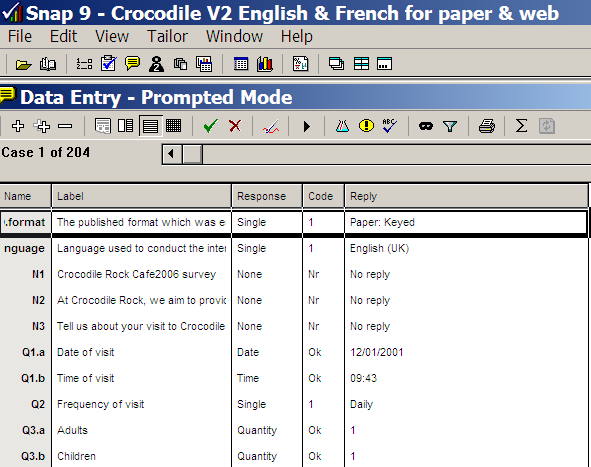 Snap 9 - Crocodile V2 English & French for paper & web
File Edit View Tailor Window Help
Data Entry - Prompted Mode
Case 1 of 204
Name Label Response Code Reply
.format The published format which was e Single 1 Paper: Keyed
nguage Language used to conduct the inter Single 1 English (UK)
N1 Crocodile Rock Cafe2006 survey None Nr No reply
N2 At Crocodile Rock, we aim to provic None Nr No reply
N3 Tell us about your visit to Crocodile None Nr No reply
Q1.a Date of visit Date Ok 12/01/2001
Q1.b Time of visit Time Ok 09:43
Q2 Frequency of visit Single 1 Daily
Q3.a Adults Quantity Ok 1
Q3.b Children Quantity Ok 1